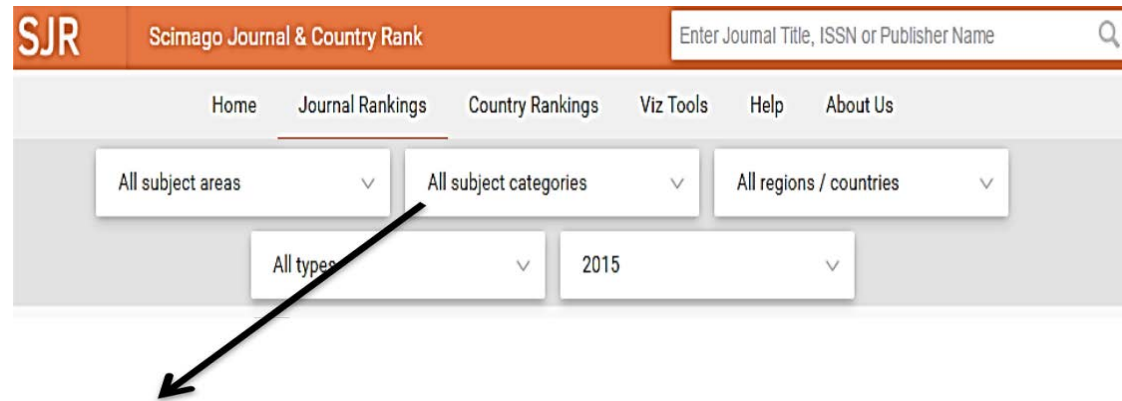 SJR Scimago Journal & Country Rank Enter Journal Title, ISSN or Publisher Name
Home Journal Rankings Country Rankings Viz Tools Help About Us
All subject areas All subject categories All regions / countries
All types 2015